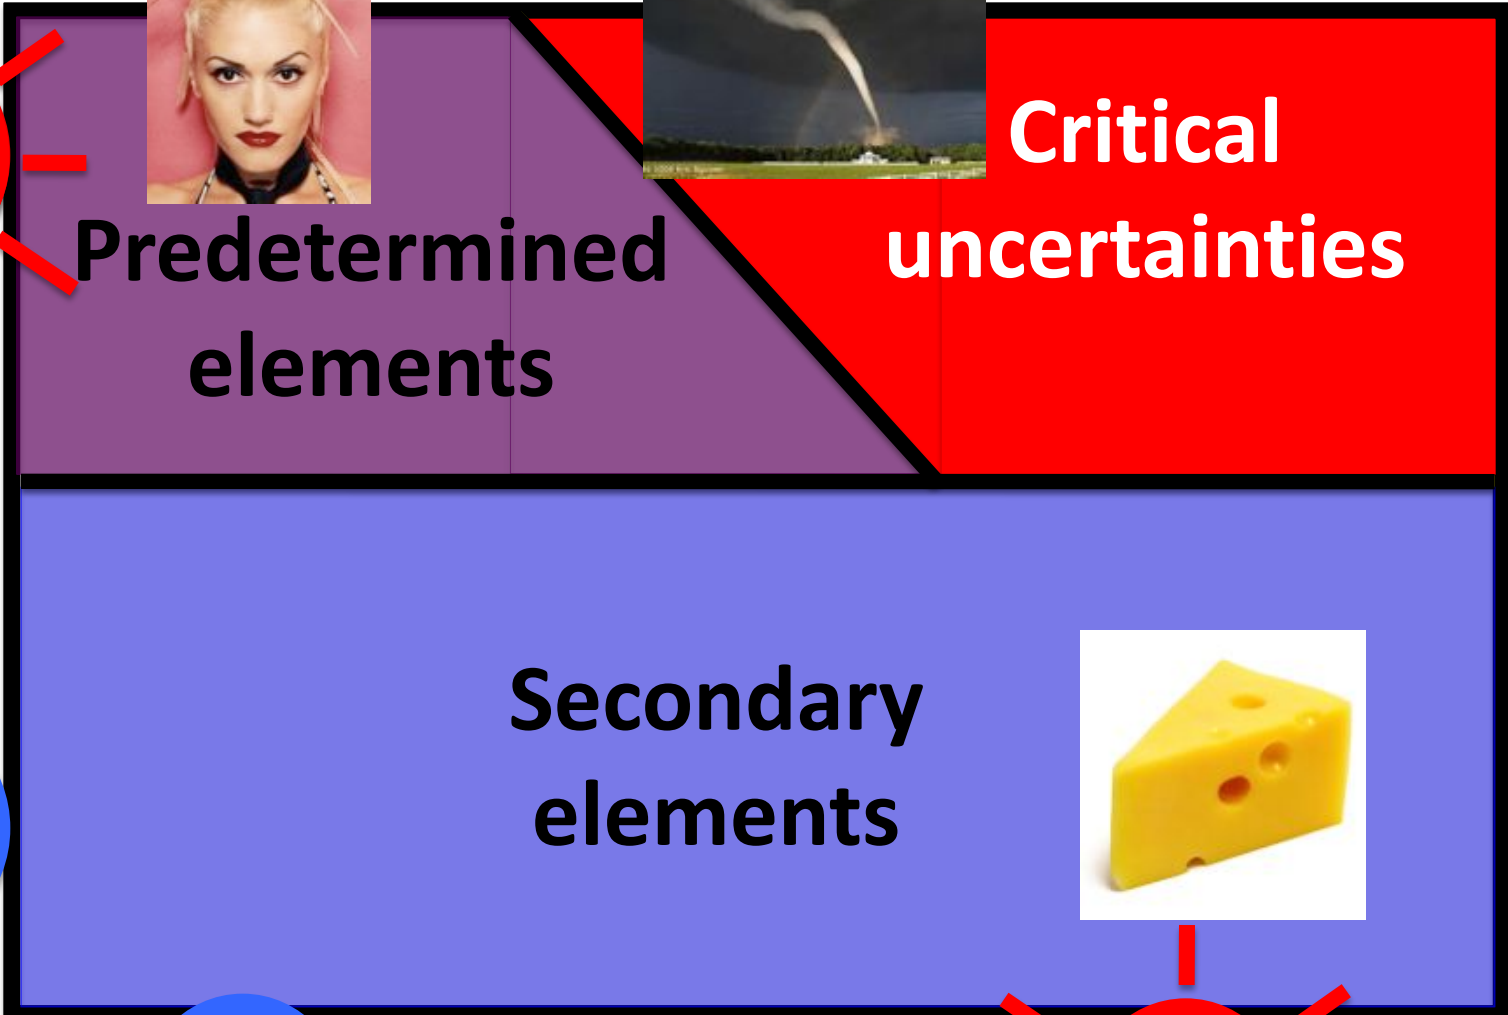 Predetermined
elements
Critical
uncertainties
Secondary
elements